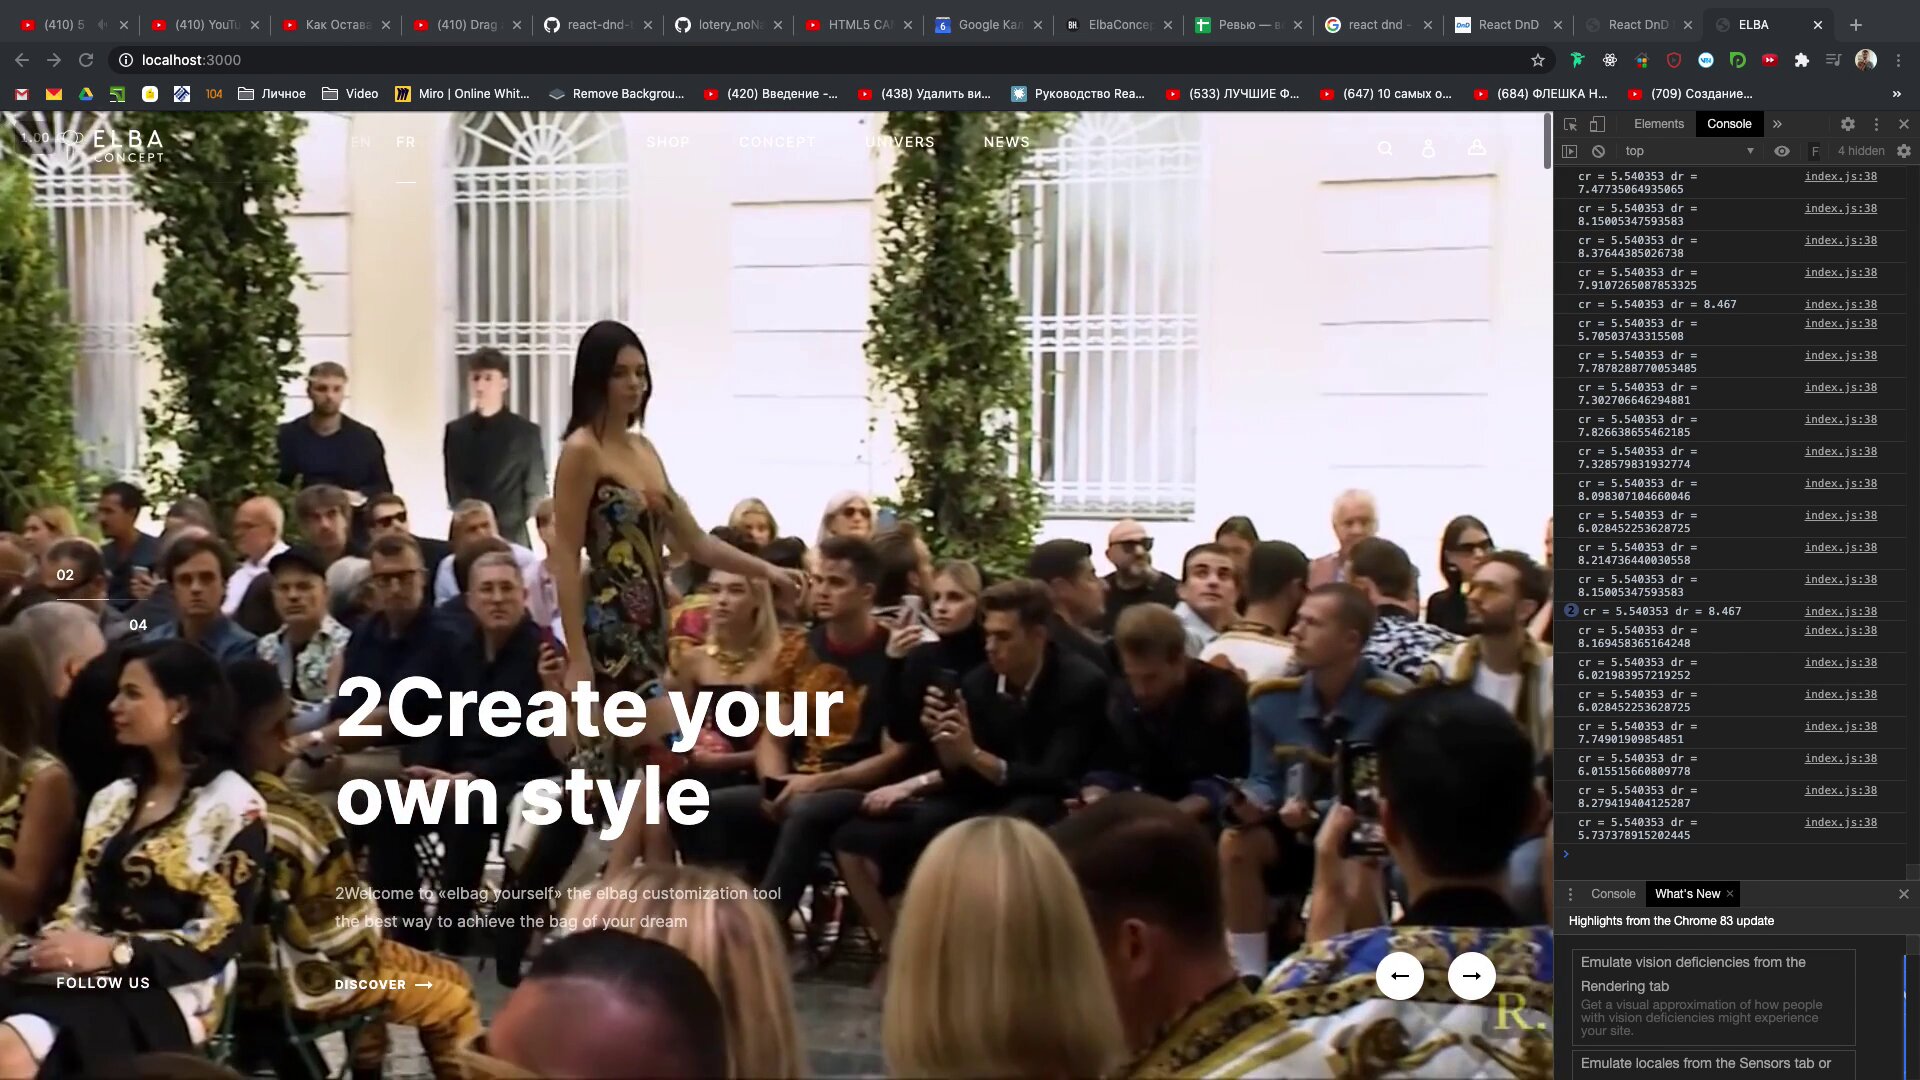 (410) 5
(410) YouTu
Как Остава
(410) Drag
react-dnd-t
lotery_noNa
HTML5 CAN
Google Кал
ElbaConcep
Ревью — в
react dnd -
React DnD
React DnD
ELBA
localhost:3000
104
Личное
Video
Miro | Online Whit...
Remove Backgrou...
(420) Введение -...
(438) Удалить ви...
Руководство Rea...
(533) ЛУЧШИЕ Ф...
(647) 10 самых о...
(684) ФЛЕШКА Н...
(709) Создание...
»
1.00
ELBA
CONCEPT
EN FR
SHOP CONCEPT UNIVERS NEWS
02
04
2Create your
own style
2Welcome to «elbag yourself» the elbag customization tool
the best way to achieve the bag of your dream
FOLLOW US
DISCOVER
R.
Elements Console »
top
F
4 hidden
cr = 5.540353 dr = index.js:38
7.47735064935065
cr = 5.540353 dr = index.js:38
8.15005347593583
cr = 5.540353 dr = index.js:38
8.37644385026738
cr = 5.540353 dr = index.js:38
7.9107265087853325
cr = 5.540353 dr = 8.467 index.js:38
cr = 5.540353 dr = index.js:38
5.70503743315508
cr = 5.540353 dr = index.js:38
7.7878288770053485
cr = 5.540353 dr = index.js:38
7.302706646294881
cr = 5.540353 dr = index.js:38
7.826638655462185
cr = 5.540353 dr = index.js:38
7.328579831932774
cr = 5.540353 dr = index.js:38
8.098307104660046
cr = 5.540353 dr = index.js:38
6.028452253628725
cr = 5.540353 dr = index.js:38
8.214736440030558
cr = 5.540353 dr = index.js:38
8.15005347593583
2 cr = 5.540353 dr = 8.467 index.js:38
cr = 5.540353 dr = index.js:38
8.169458365164248
cr = 5.540353 dr = index.js:38
6.021983957219252
cr = 5.540353 dr = index.js:38
6.028452253628725
cr = 5.540353 dr = index.js:38
7.74901909854851
cr = 5.540353 dr = index.js:38
6.015515660809778
cr = 5.540353 dr = index.js:38
8.279419404125287
cr = 5.540353 dr = index.js:38
5.737378915202445
Console What's New
Highlights from the Chrome 83 update
Emulate vision deficiencies from the
Rendering tab
Get a visual approximation of how people
with vision deficiencies might experience
your site.
Emulate locales from the Sensors tab or